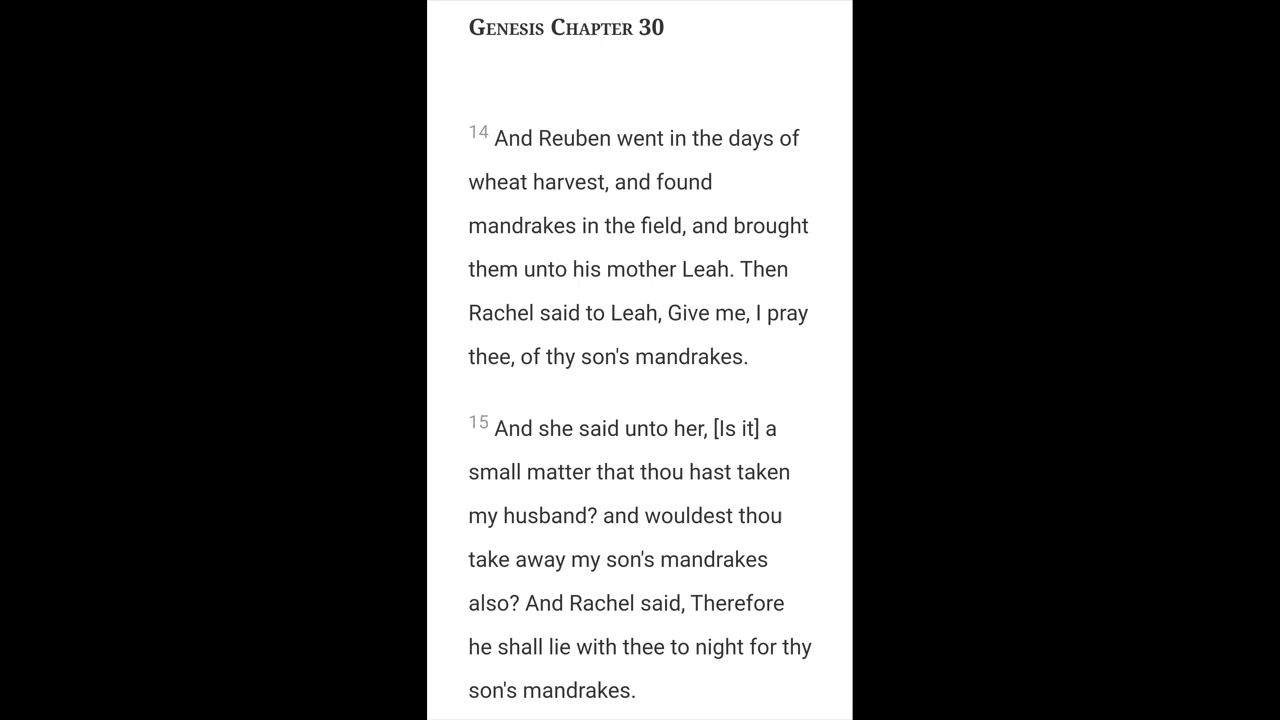 Genesis Chapter 30
14 And Reuben went in the days of
wheat harvest, and found
mandrakes in the field, and brought
them unto his mother Leah. Then
Rachel said to Leah, Give me, I pray
thee, of thy son's mandrakes.
15 And she said unto her, [Is it] a
small matter that thou hast taken
my husband? and wouldest thou
take away my son's mandrakes
also? And Rachel said, Therefore
he shall lie with thee to night for thy
son's mandrakes.